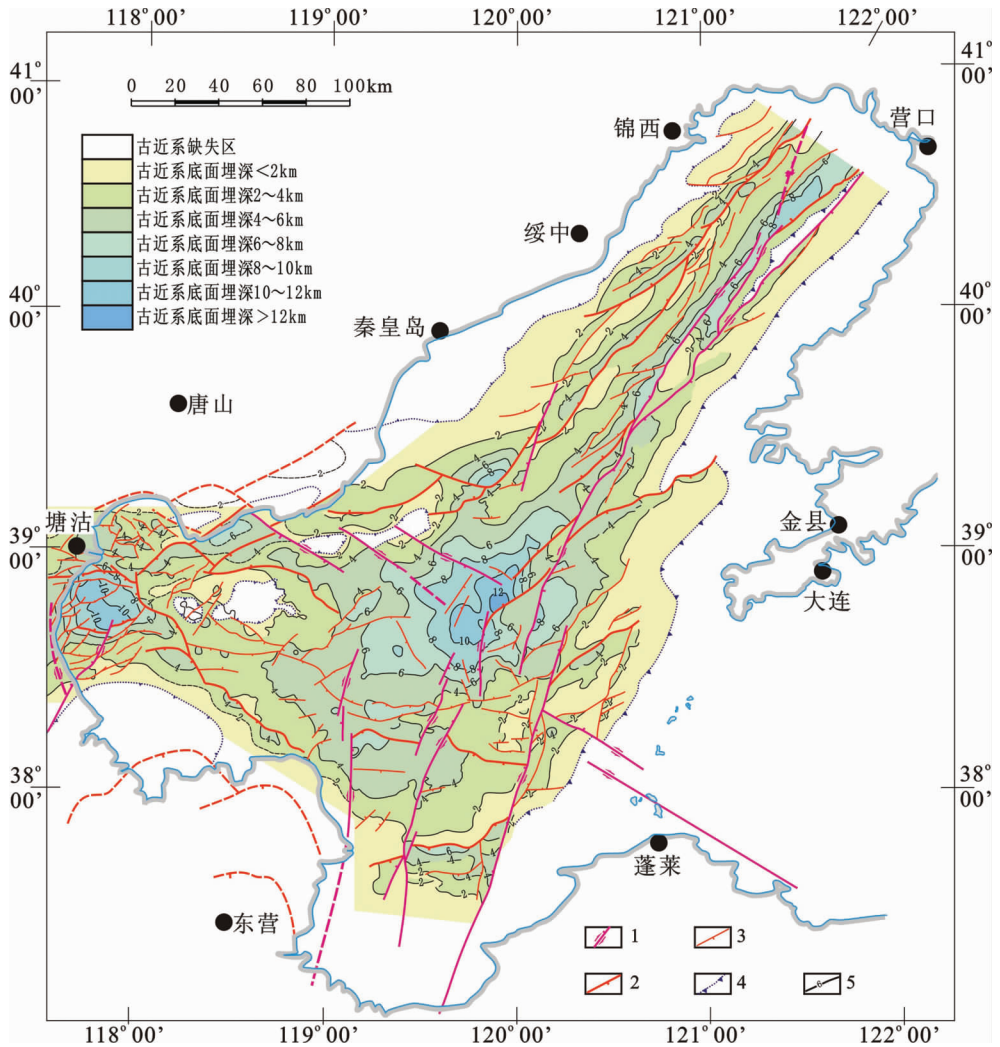 118°00′ 119°00′ 120°00′ 121°00′ 122°00′
41°
00′
41°
00′
0 20 40 60 80 100km
锦西
营口
古近系缺失区
古近系底面埋深<2km
古近系底面埋深2～4km
古近系底面埋深4～6km
古近系底面埋深6～8km
古近系底面埋深8～10km
古近系底面埋深10～12km
古近系底面埋深>12km
绥中
40°
00′
40°
00′
秦皇岛
唐山
塘沽
39°
00′
39°
00′
金县
大连
12
10
38°
00′
38°
00′
蓬莱
东营
1
3
2
4
6
5
118°00′ 119°00′ 120°00′ 121°00′ 122°00′